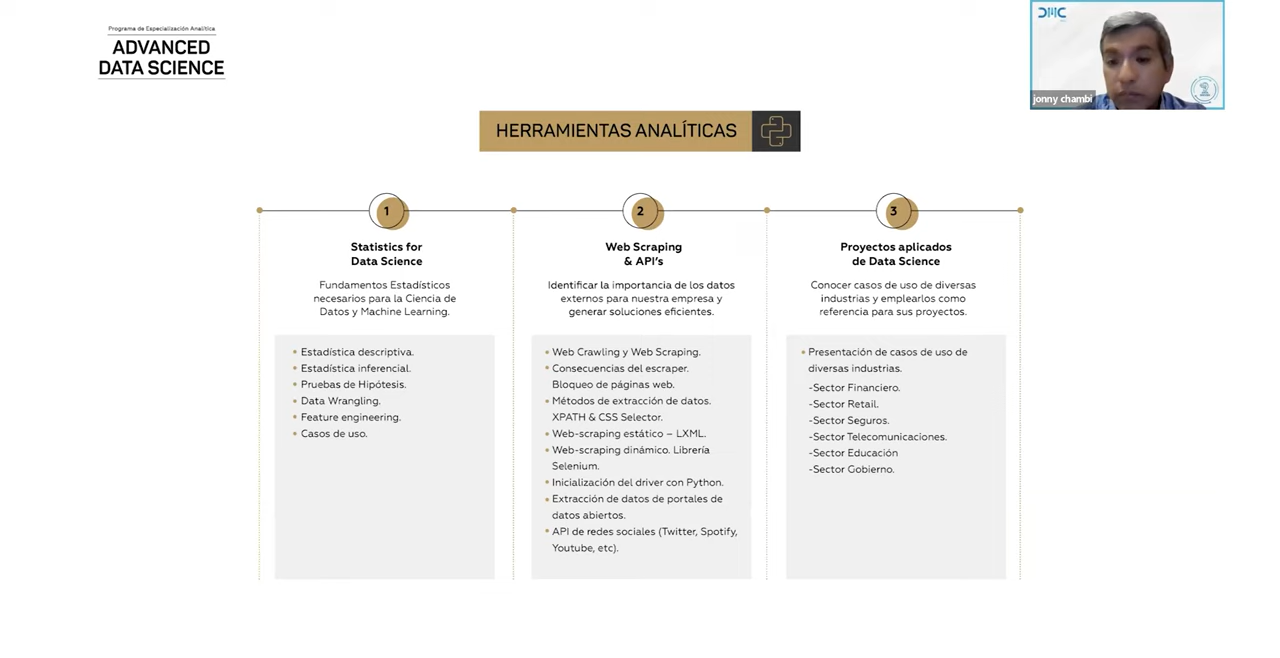 Programa de Especialización Analítica
ADVANCED
DATA SCIENCE
DMC
jonny chambi
HERRAMIENTAS ANALÍTICAS
1
Statistics for
Data Science
Fundamentos Estadísticos
necesarios para la Ciencia de
Datos y Machine Learning.
• Estadística descriptiva.
• Estadística inferencial.
• Pruebas de Hipótesis.
• Data Wrangling.
• Feature engineering.
• Casos de uso.
2
Web Scraping
& API's
Identificar la importancia de los datos
externos para nuestra empresa y
generar soluciones eficientes.
• Web Crawling y Web Scraping.
• Consecuencias del escraper.
Bloqueo de páginas web.
• Métodos de extracción de datos.
XPATH & CSS Selector.
• Web-scraping estático – LXML.
• Web-scraping dinámico. Librería
Selenium.
• Inicialización del driver con Python.
• Extracción de datos de portales de
datos abiertos.
• API de redes sociales (Twitter, Spotify,
Youtube, etc).
3
Proyectos aplicados
de Data Science
Conocer casos de uso de diversas
industrias y emplearlos como
referencia para sus proyectos.
• Presentación de casos de uso de
diversas industrias.
-Sector Financiero.
-Sector Retail.
-Sector Seguros.
-Sector Telecomunicaciones.
-Sector Educación
-Sector Gobierno.